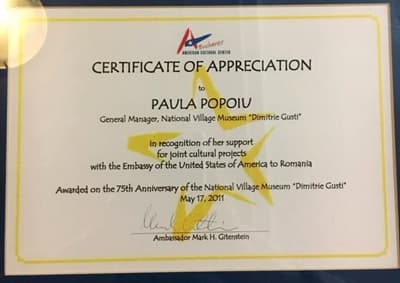 Bucharest
AMERICAN CULTURAL CENTER
CERTIFICATE OF APPRECIATION
to
PAULA POPOIU
General Manager, National Village Museum "Dimitrie Gusti"
in recognition of her support
for joint cultural projects
with the Embassy of the United States of America to Romania
Awarded on the 75th Anniversary of the National Village Museum "Dimitrie Gusti"
May 17, 2011
Ambassador Mark H. Gitenstein